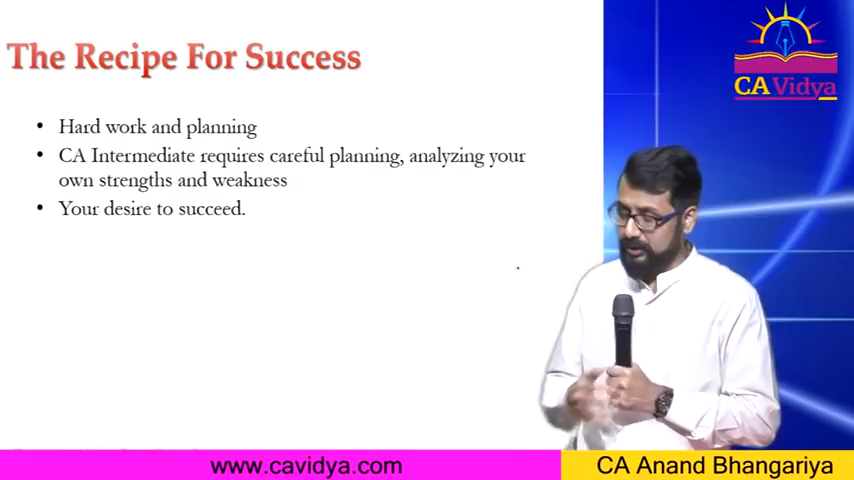 The Recipe For Success
CA Vidya
• Hard work and planning
• CA Intermediate requires careful planning, analyzing your
own strengths and weakness
• Your desire to succeed.
www.cavidya.com
CA Anand Bhangariya